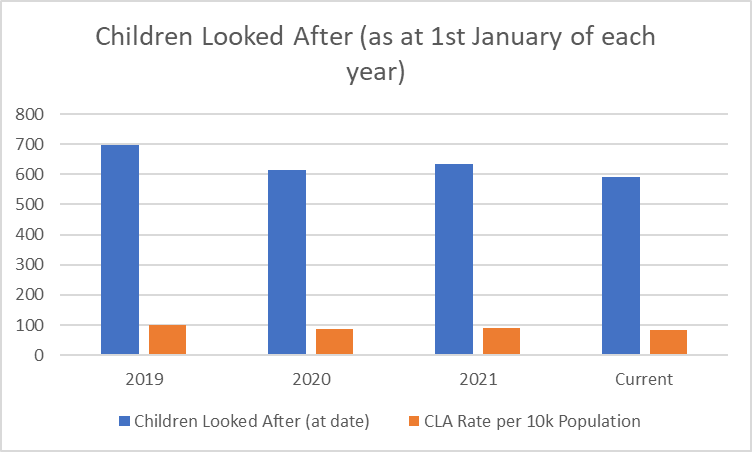 Children Looked After (as at 1st January of each
year)
800
700
600
500
400
300
200
100
0
2019 2020 2021 Current
Children Looked After (at date) CLA Rate per 10k Population